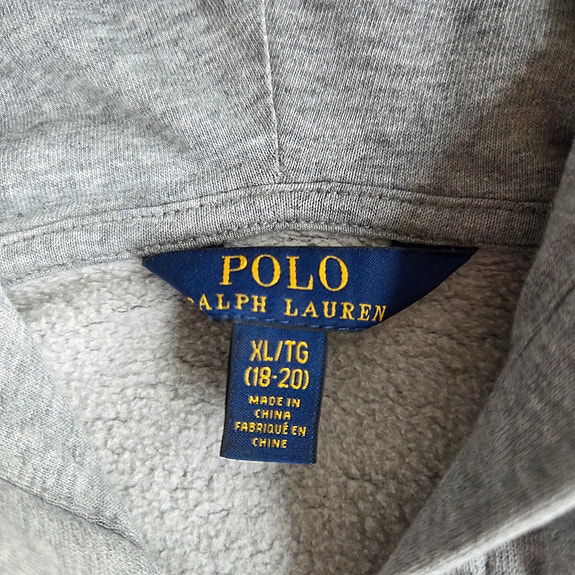 POLO
RALPH LAUREN
XL/TG
(18-20)
MADE IN
CHINA
FABRIQUÉ EN
CHINE